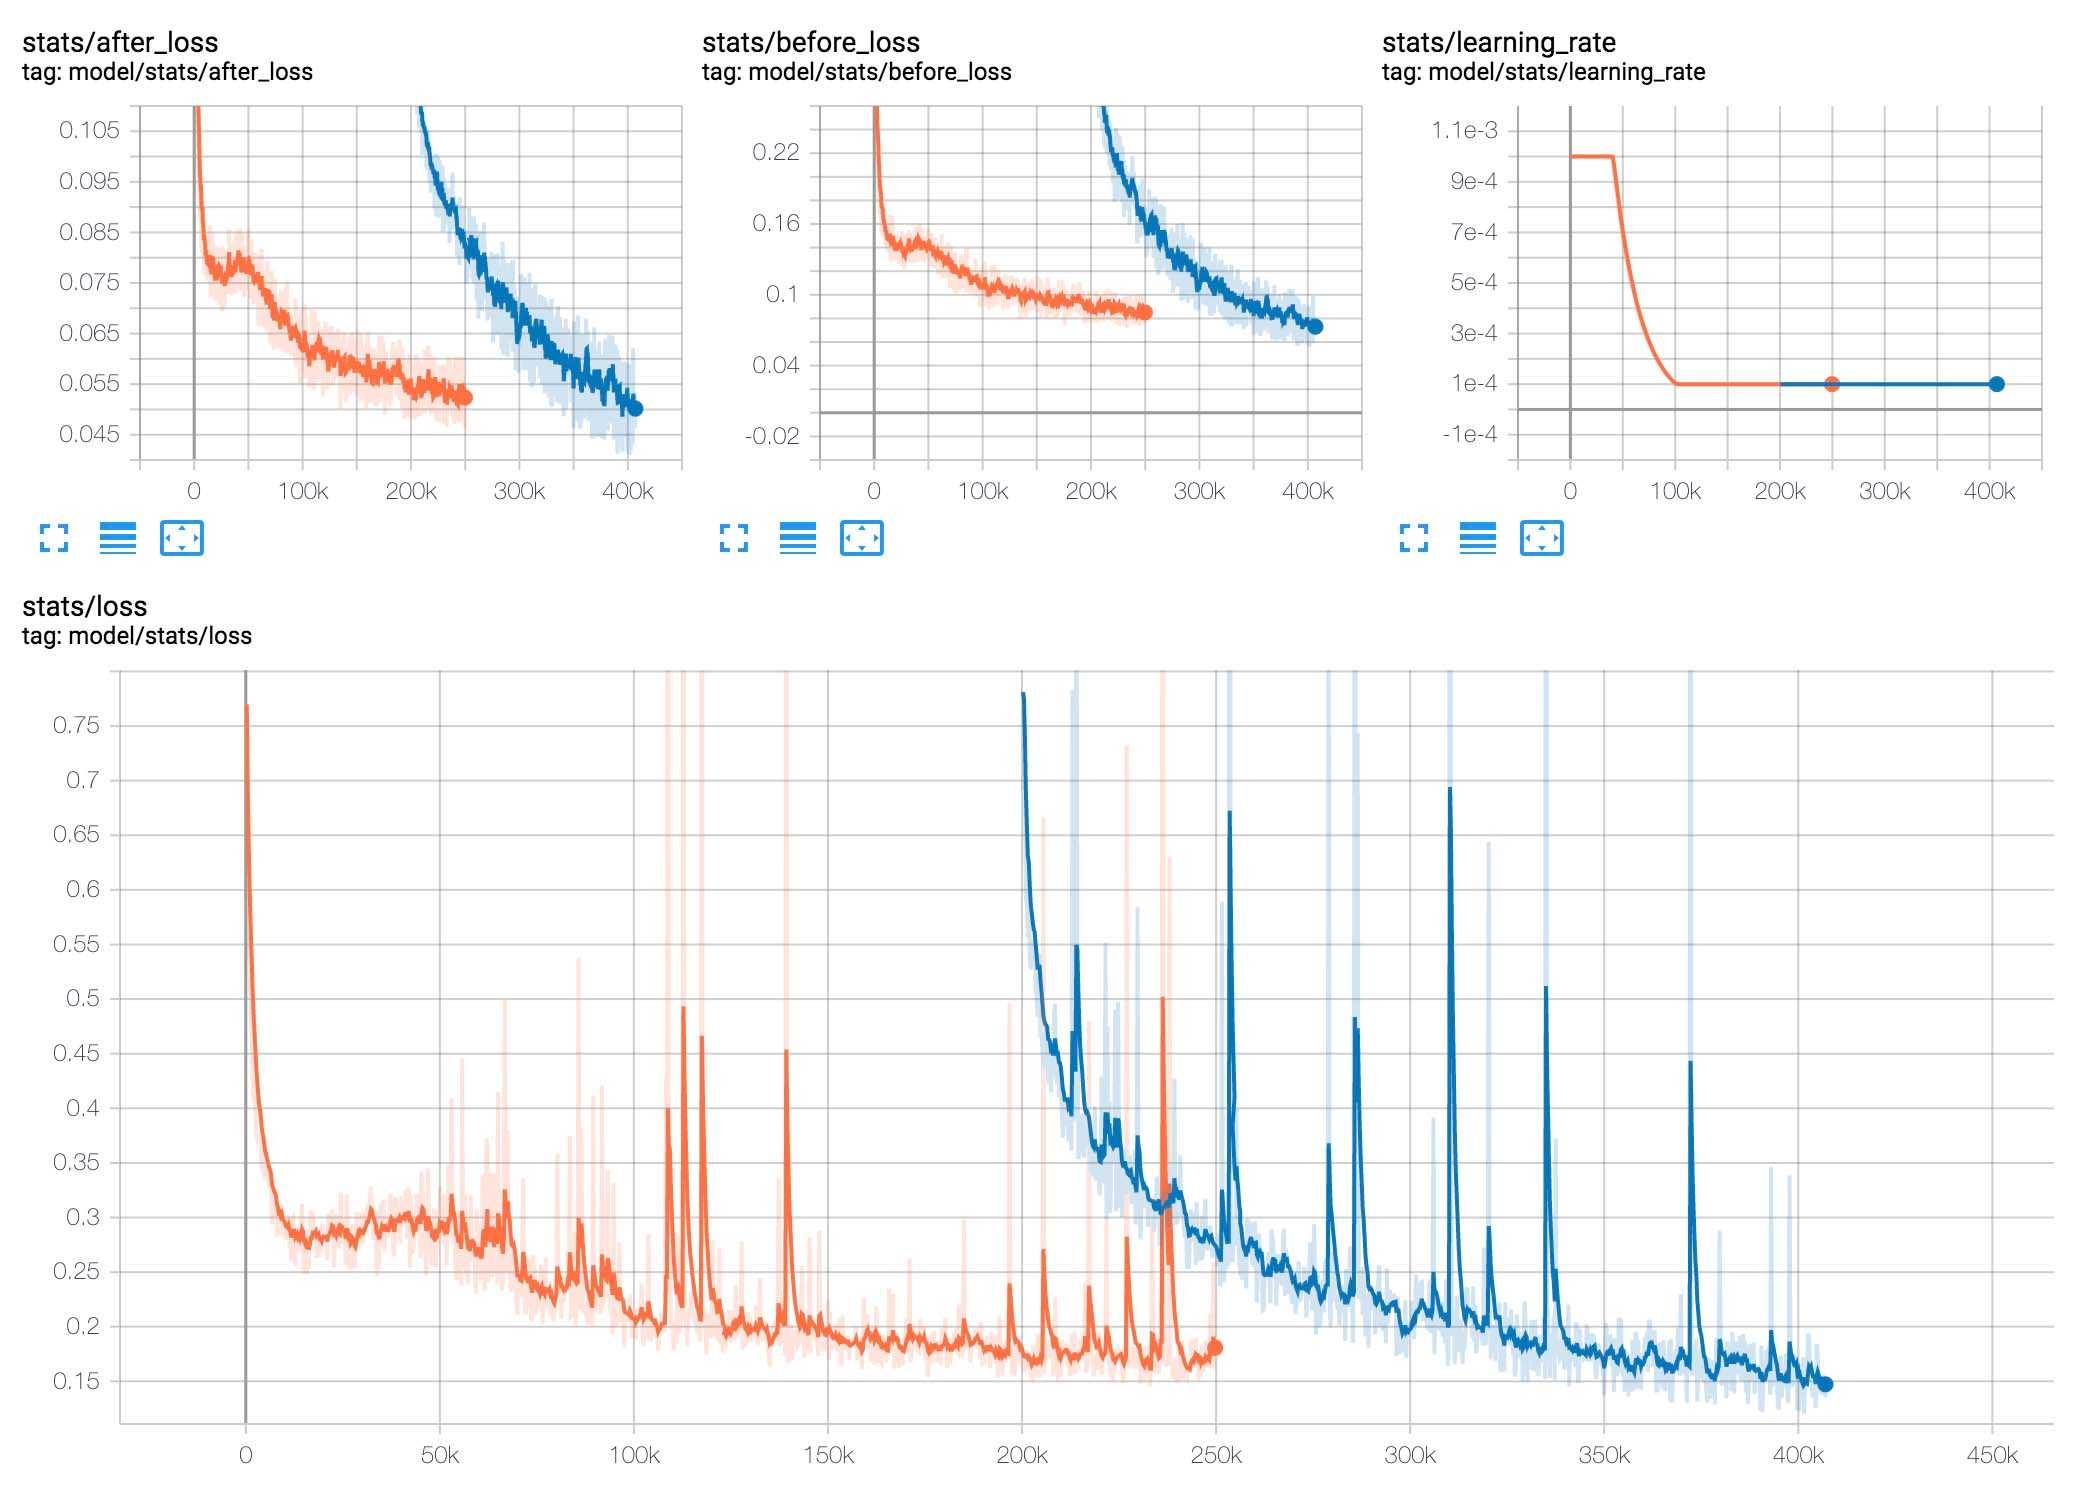 stats/after_loss
tag: model/stats/after_loss
0.105
0.095
0.085
0.075
0.065
0.055
0.045
0 100k 200k 300k 400k
stats/before_loss
tag: model/stats/before_loss
0.22
0.16
0.1
0.04
-0.02
0 100k 200k 300k 400k
stats/learning_rate
tag: model/stats/learning_rate
1.1e-3
9e-4
7e-4
5e-4
3e-4
1e-4
-1e-4
0 100k 200k 300k 400k
stats/loss
tag: model/stats/loss
0.75
0.7
0.65
0.6
0.55
0.5
0.45
0.4
0.35
0.3
0.25
0.2
0.15
0 50k 100k 150k 200k 250k 300k 350k 400k 450k